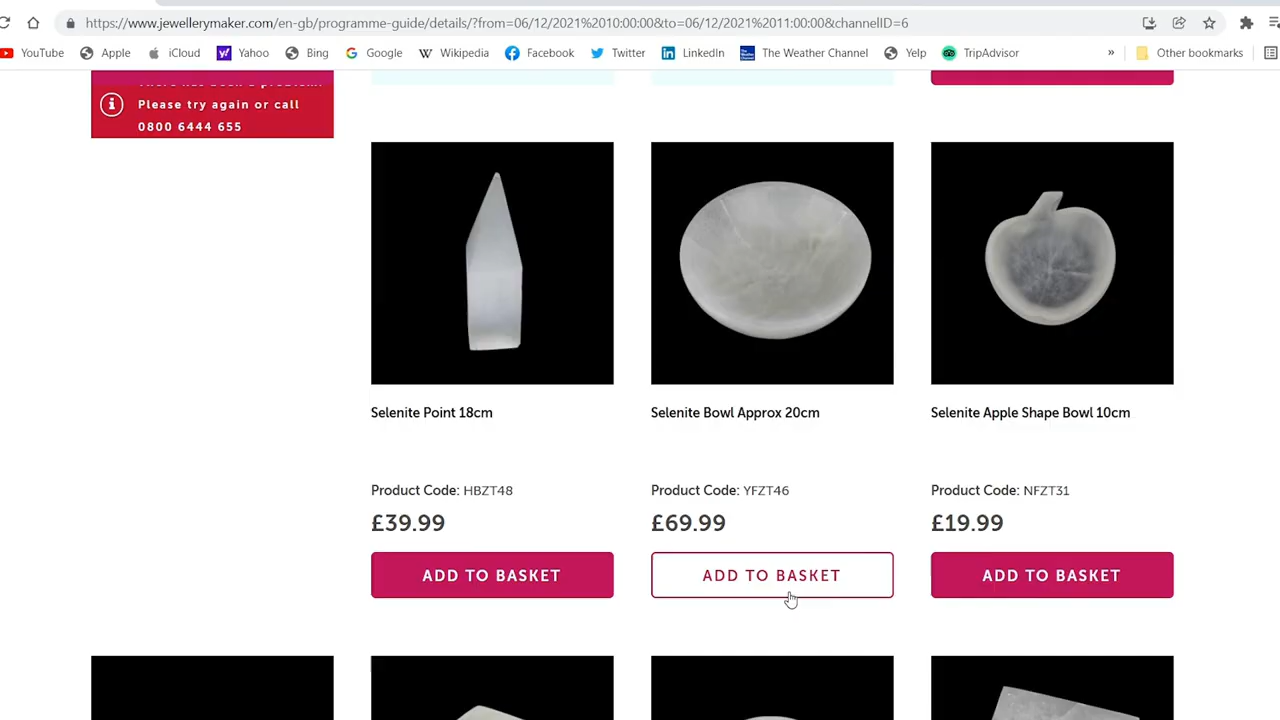 https://www.jewellerymaker.com/en-gb/programme-guide/details/?from=06/12/2021%2010:00:00&to=06/12/2021%2011:00:00&channelID=6
YouTube Apple iCloud Yahoo Bing Google Wikipedia Facebook Twitter LinkedIn The Weather Channel Yelp TripAdvisor » Other bookmarks
There has been a problem.
Please try again or call
0800 6444 655
Selenite Point 18cm
Product Code: HBZT48
£39.99
ADD TO BASKET
Selenite Bowl Approx 20cm
Product Code: YFZT46
£69.99
ADD TO BASKET
Selenite Apple Shape Bowl 10cm
Product Code: NFZT31
£19.99
ADD TO BASKET